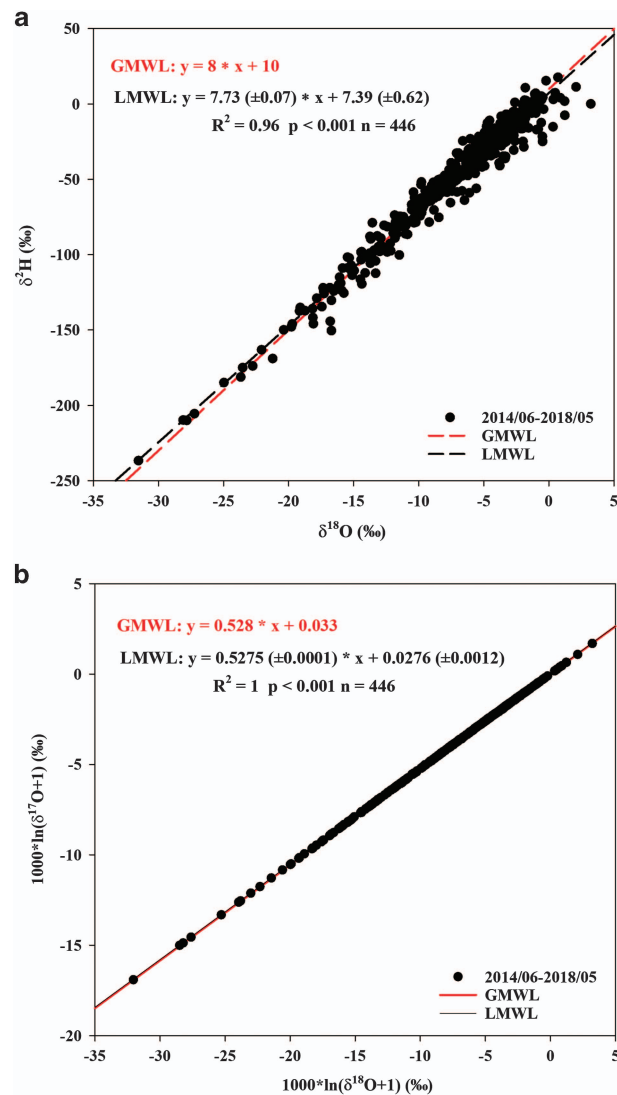 a
50
0
-50
-100
-150
-200
-250
δ²H (‰)
GMWL: y = 8 * x + 10
LMWL: y = 7.73 (±0.07) * x + 7.39 (±0.62)
R² = 0.96 p < 0.001 n = 446
2014/06-2018/05
GMWL
LMWL
-35 -30 -25 -20 -15 -10 -5 0 5
δ¹⁸O (‰)
b
5
0
-5
-10
-15
-20
1000*ln(δ¹⁷O+1) (‰)
GMWL: y = 0.528 * x + 0.033
LMWL: y = 0.5275 (±0.0001) * x + 0.0276 (±0.0012)
R² = 1 p < 0.001 n = 446
2014/06-2018/05
GMWL
LMWL
-35 -30 -25 -20 -15 -10 -5 0 5
1000*ln(δ¹⁸O+1) (‰)